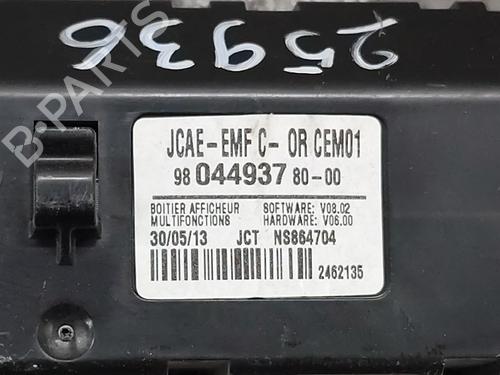 25936
B-PARTS
JCAE-EMF C- OR CEM01
98 044937 80-00
BOITIER AFFICHEUR SOFTWARE: V08.02
MULTIFONCTIONS HARDWARE: V06.00
30/05/13 JCT NS864704
2462135